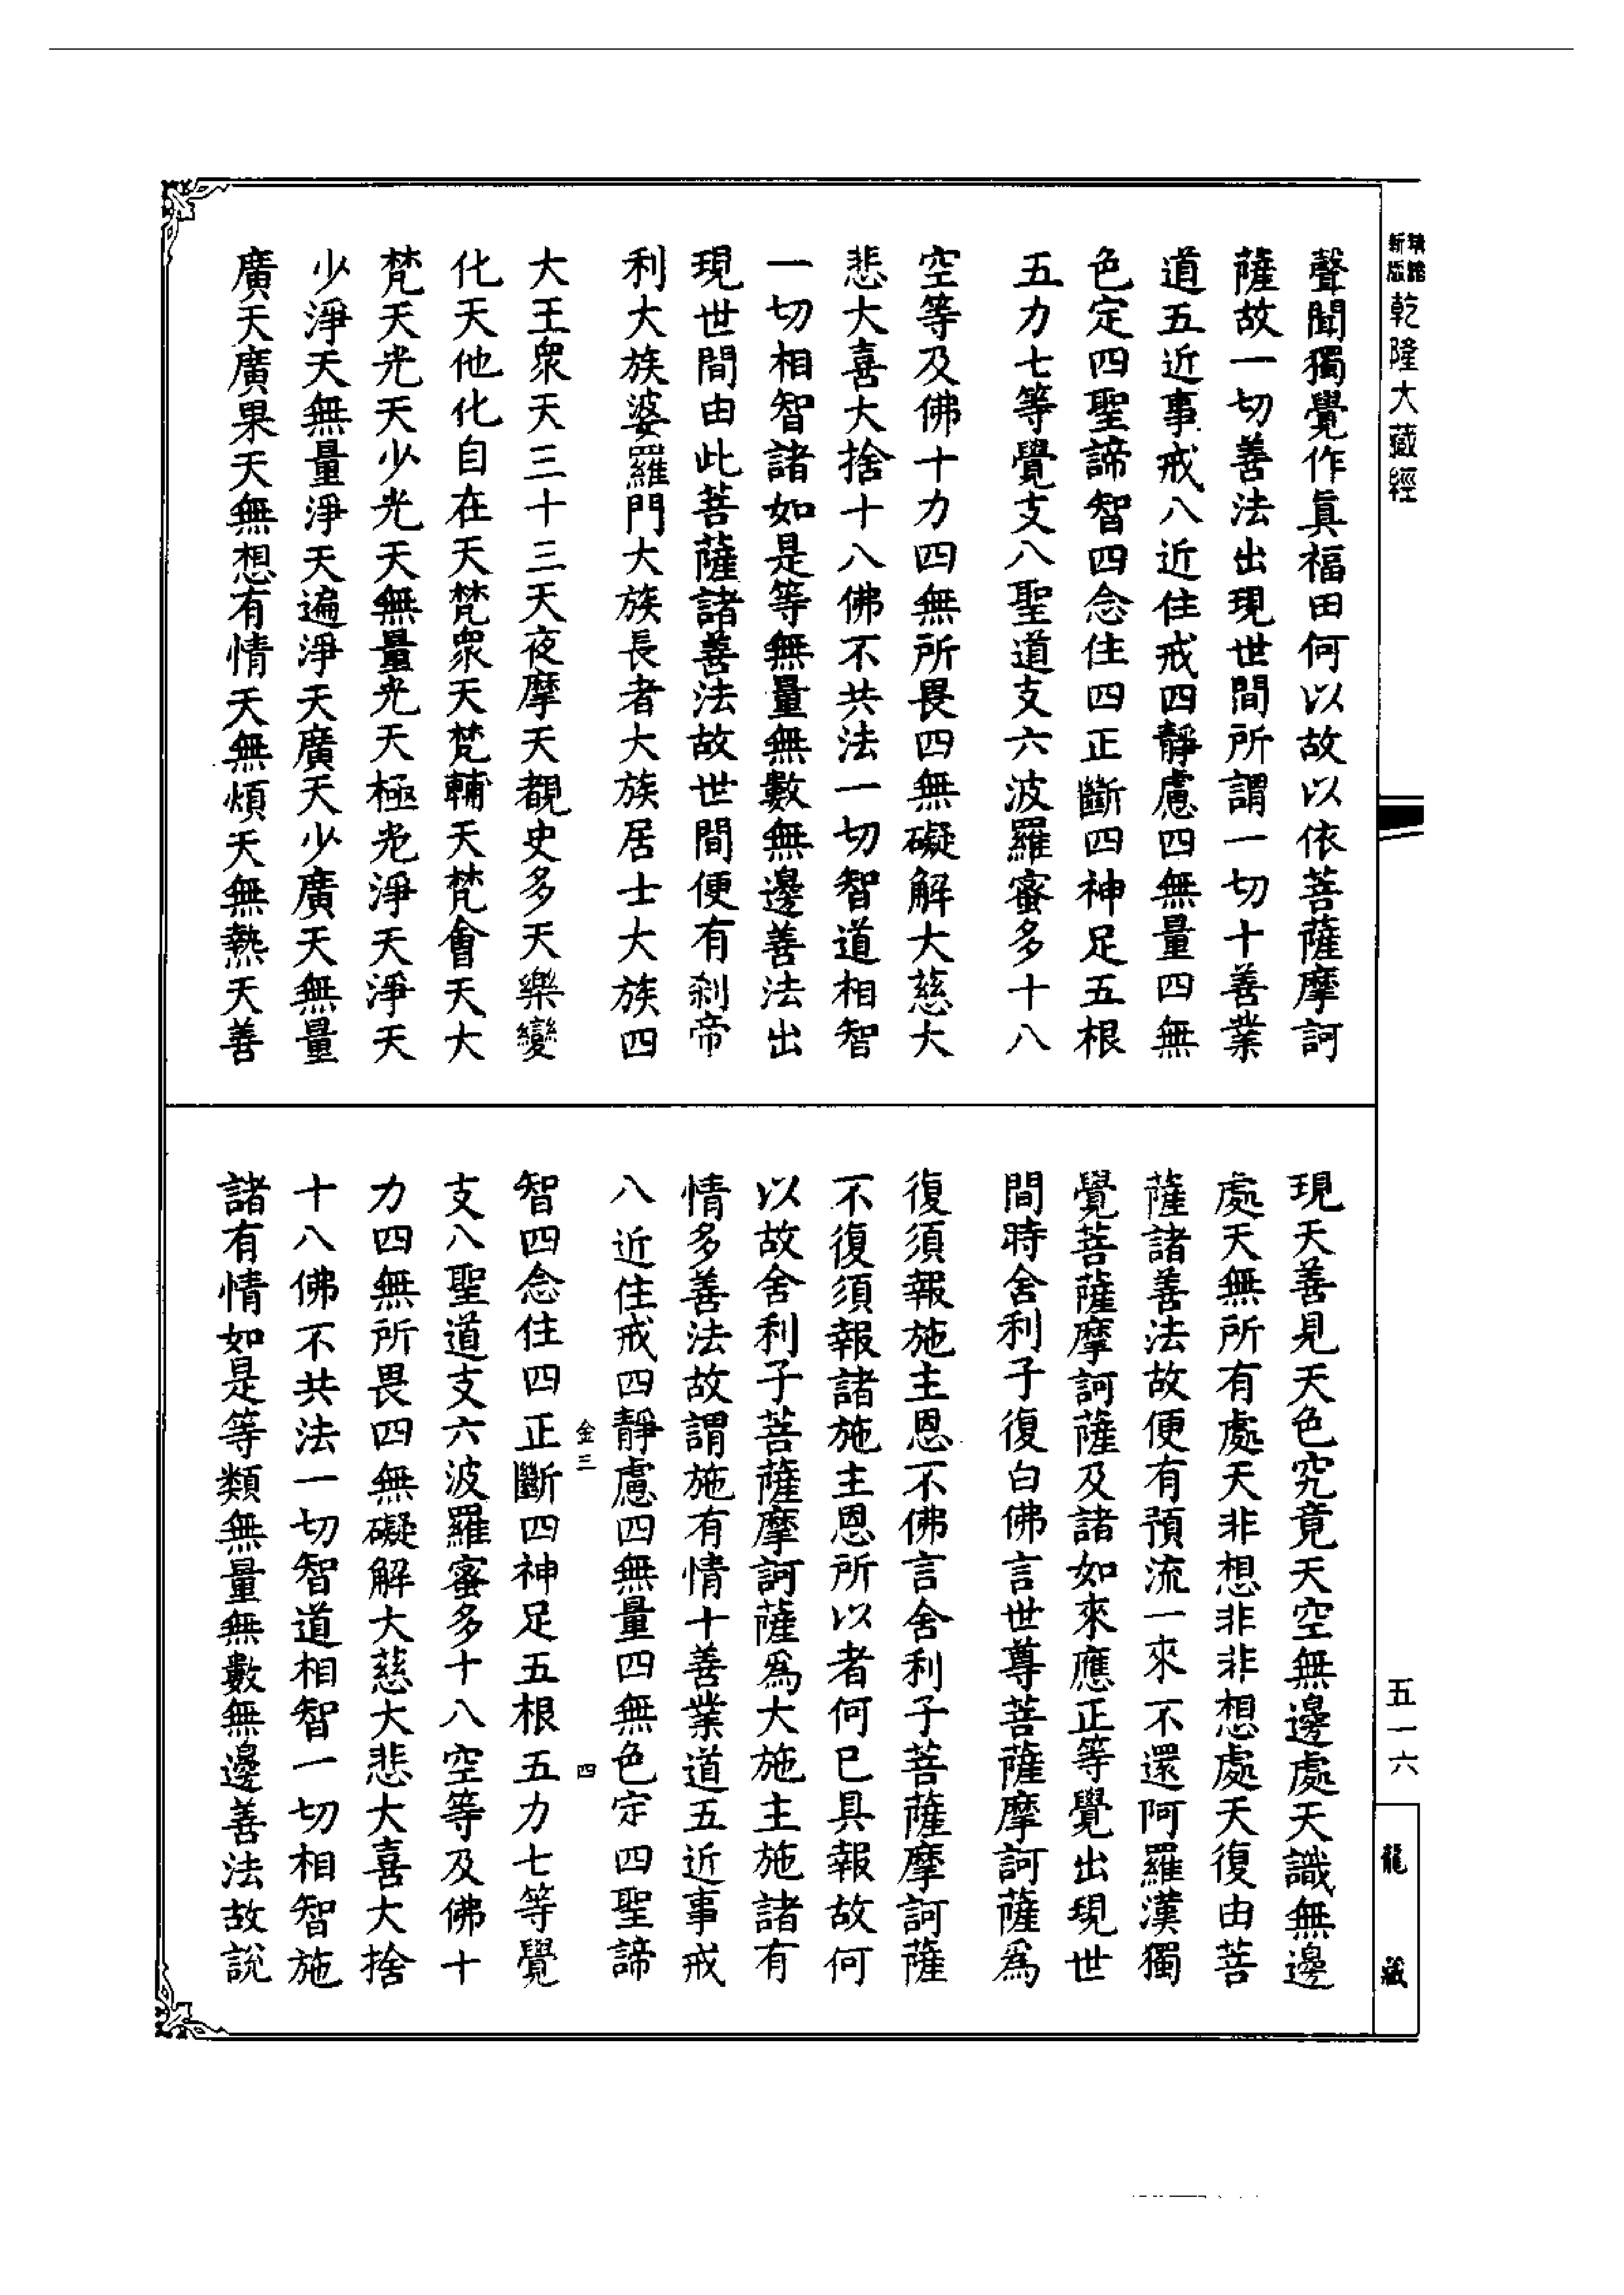 乾隆大藏經
聲聞獨覺作眞福田何以故以依菩薩摩訶
薩故一切善法出現世間所謂一切十善業
道五近事戒八近住戒四靜慮四無量四無
色定四聖諦智四念住四正斷四神足五根
五力七等覺支八聖道支六波羅蜜多十八
空等及佛十力四無所畏四無礙解大慈大
悲大喜大捨十八佛不共法一切智道相智
一切相智諸如是等無量無數無邊善法出
現世間由此菩薩諸善法故世間便有剎帝
利大族婆羅門大族長者大族居士大族四
大王眾天三十三天夜摩天覩史多天樂變
化天他化自在天梵眾天梵輔天梵會天大
梵天光天少光天無量光天極光淨天淨天
少淨天無量淨天遍淨天廣天少廣天無量
廣天廣果天無想有情天無煩天無熱天善
現天善見天色究竟天空無邊處天識無邊
處天無所有處天非想非非想處天復由菩
薩諸善法故便有預流一來不還阿羅漢獨
覺菩薩摩訶薩及諸如來應正等覺出現世
間時舍利子復白佛言世尊菩薩摩訶薩爲
復須報施主恩不佛言舍利子菩薩摩訶薩
不復須報諸施主恩所以者何已具報故何
以故舍利子菩薩摩訶薩爲大施主施諸有
情多善法故謂施有情十善業道五近事戒
八近住戒四靜慮四無量四無色定四聖諦
金三 四
智四念住四正斷四神足五根五力七等覺
支八聖道支六波羅蜜多十八空等及佛十
力四無所畏四無礙解大慈大悲大喜大捨
十八佛不共法一切智道相智一切相智施
諸有情如是等類無量無數無邊善法故說
五一六
龍藏